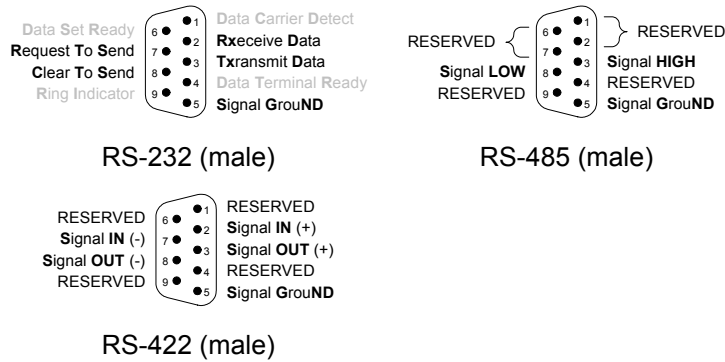 Data Set Ready
Request To Send
Clear To Send
Ring Indicator
6
7
8
9
1
2
3
4
5
Data Carrier Detect
Rxeceive Data
Txransmit Data
Data Terminal Ready
Signal GrouND
RS-232 (male)
RESERVED
Signal LOW
RESERVED
6
7
8
9
1
2
3
4
5
RESERVED
Signal HIGH
RESERVED
Signal GrouND
RS-485 (male)
RESERVED
Signal IN (-)
Signal OUT (-)
RESERVED
6
7
8
9
1
2
3
4
5
RESERVED
Signal IN (+)
Signal OUT (+)
RESERVED
Signal GrouND
RS-422 (male)